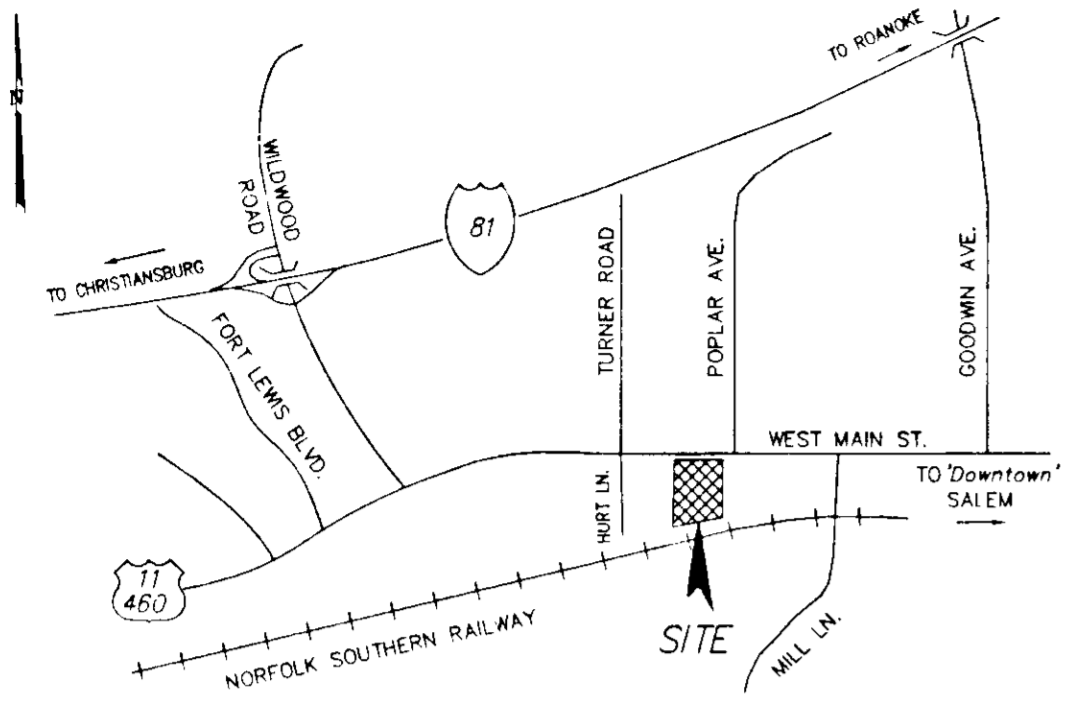 TO ROANOKE
N
WILDWOOD
ROAD
81
TO CHRISTIANSBURG
FORT LEWIS BLVD.
TURNER ROAD
POPLAR AVE.
GOODWIN AVE.
WEST MAIN ST.
TO 'Downtown'
SALEM
HURT LN.
11
460
NORFOLK SOUTHERN RAILWAY
SITE
MILL LN.